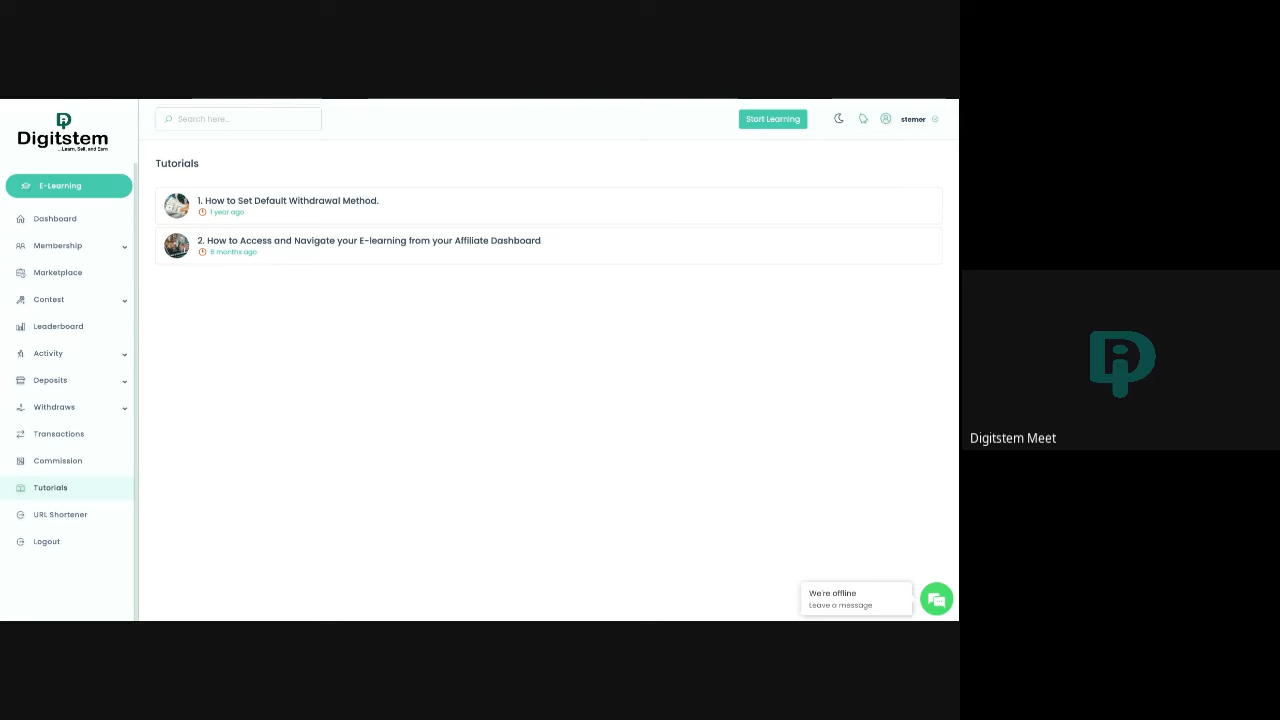 Digitstem
...Learn, Sell, and Earn
Search here...
Start Learning
stemer
E-Learning
Dashboard
Membership
Marketplace
Contest
Leaderboard
Activity
Deposits
Withdraws
Transactions
Commission
Tutorials
URL Shortener
Logout
Tutorials
1. How to Set Default Withdrawal Method.
1 year ago
2. How to Access and Navigate your E-learning from your Affiliate Dashboard
8 months ago
We're offline
Leave a message
Digitstem Meet